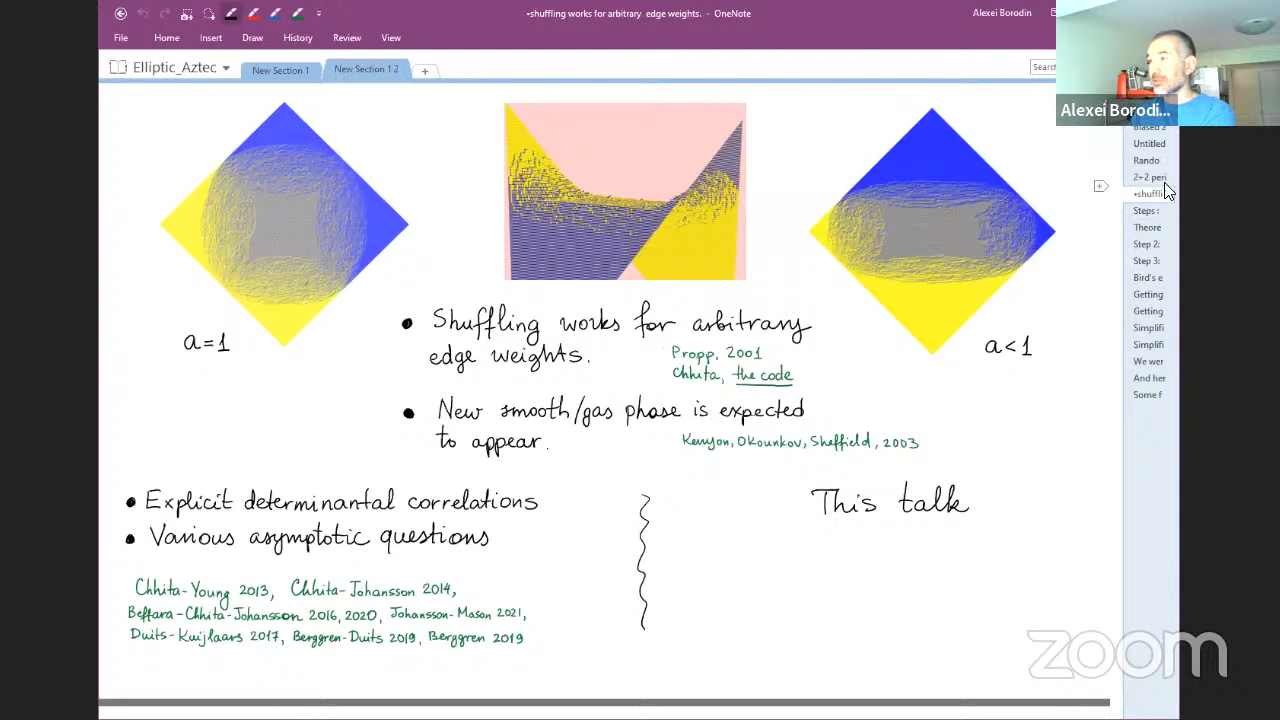 •shuffling works for arbitrary edge weights. - OneNote
Alexei Borodin
File Home Insert Draw History Review View
Elliptic_Aztec
New Section 1
New Section 1 2
Search
Alexei Borodi...
Biased 2
Untitled
Rando
2+2 peri
•shuffli
Steps :
Theore
Step 2:
Step 3:
Bird's e
Getting
Getting
Simplifi
Simplifi
We wer
And her
Some f
a=1
• Shuffling works for arbitrary
edge weights.
Propp, 2001
Chhita, the code
a<1
• New smooth/gas phase is expected
to appear.
Kenyon, Okounkov, Sheffield, 2003
• Explicit determinantal correlations
• Various asymptotic questions
This talk
Chhita-Young 2013, Chhita-Johansson 2014,
Beffara-Chhita-Johansson 2016, 2020, Johansson-Mason 2021,
Duits-Kuijlaars 2017, Berggren-Duits 2019, Berggren 2019
zoom